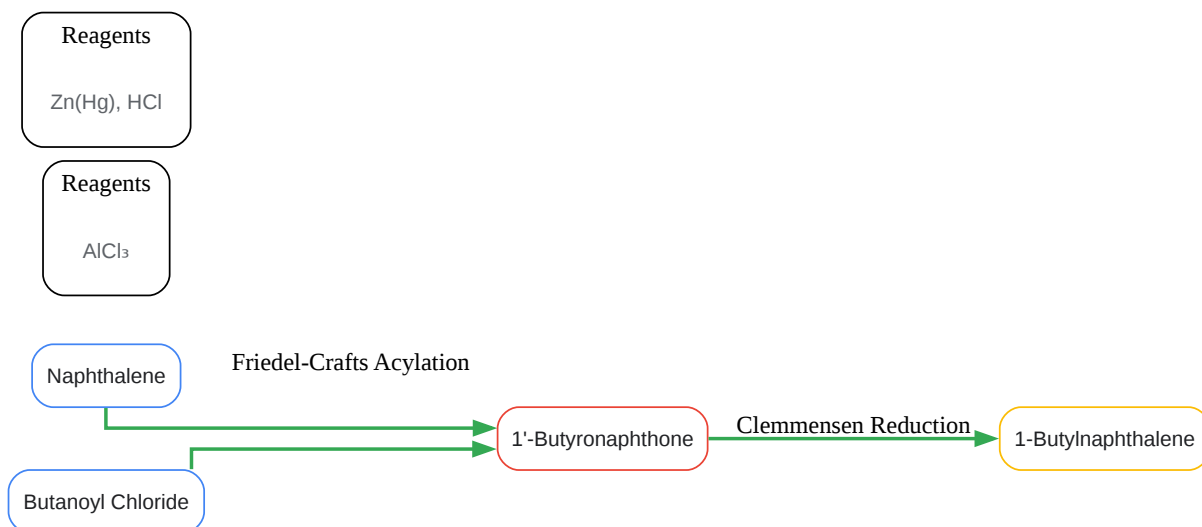 Reagents
Zn(Hg), HCl
Reagents
AlCl₃
Naphthalene
Friedel-Crafts Acylation
1'-Butyronaphthone
Clemmensen Reduction
1-Butylnaphthalene
Butanoyl Chloride